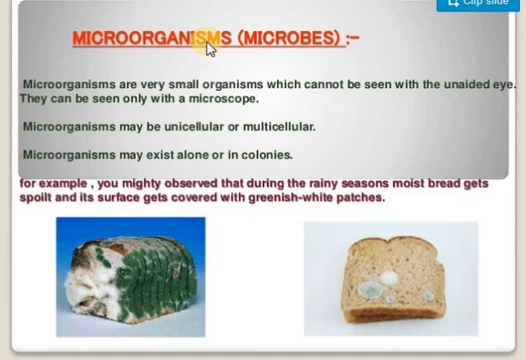 Clip slide
MICROORGANISMS (MICROBES) :-
Microorganisms are very small organisms which cannot be seen with the unaided eye.
They can be seen only with a microscope.
Microorganisms may be unicellular or multicellular.
Microorganisms may exist alone or in colonies.
for example , you mighty observed that during the rainy seasons moist bread gets
spoilt and its surface gets covered with greenish-white patches.